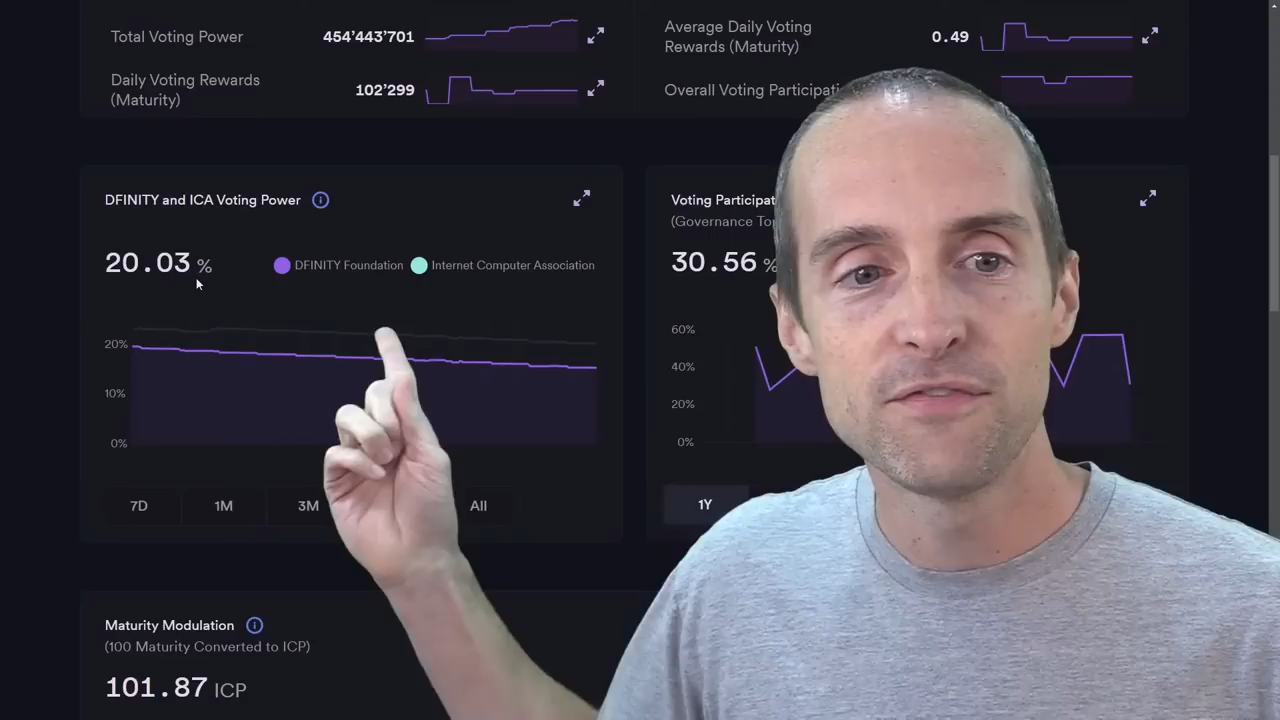 Total Voting Power
454’443’701
Daily Voting Rewards
(Maturity)
102’299
Average Daily Voting
Rewards (Maturity)
0.49
Overall Voting Participati
DFINITY and ICA Voting Power
20.03 %
DFINITY Foundation
Internet Computer Association
20%
10%
0%
7D
1M
3M
All
Voting Participat
(Governance Top
30.56 %
60%
40%
20%
0%
1Y
Maturity Modulation
(100 Maturity Converted to ICP)
101.87 ICP